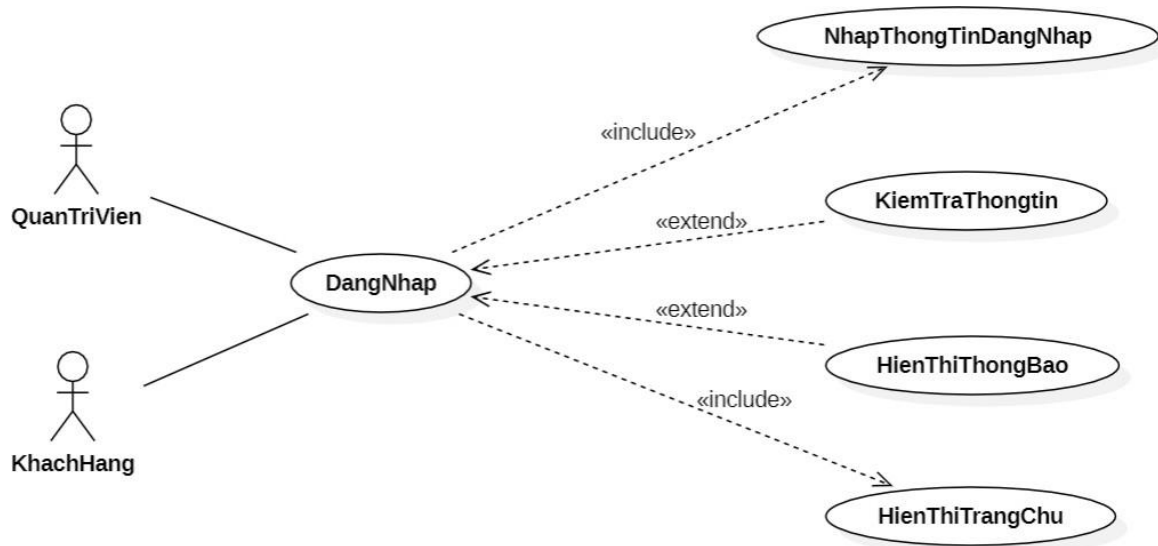 NhapThongTinDangNhap
«include»
QuanTriVien
KiemTraThongtin
«extend»
DangNhap
«extend»
HienThiThongBao
«include»
KhachHang
HienThiTrangChu